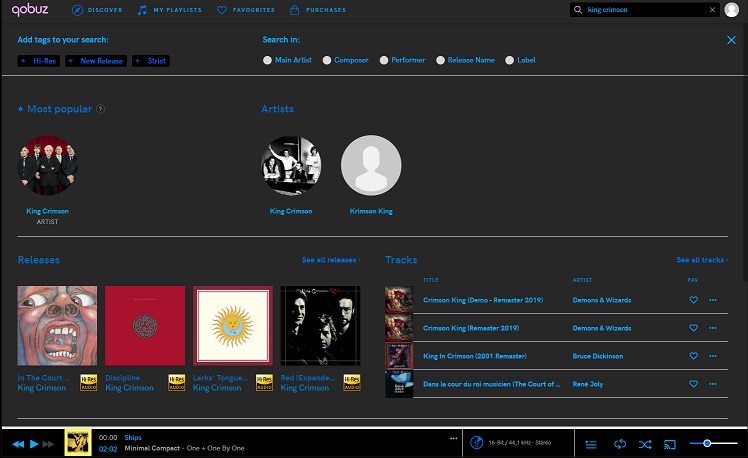 qobuz
DISCOVER
MY PLAYLISTS
FAVOURITES
PURCHASES
king crimson
Add tags to your search:
+ Hi-Res
+ New Release
+ Strict
Search in:
Main Artist
Composer
Performer
Release Name
Label
Most popular ?
King Crimson
ARTIST
Artists
King Crimson
Krimson King
Releases
See all releases
In The Court ...
King Crimson
Hi-Res AUDIO
Discipline
King Crimson
Larks' Tongue...
King Crimson
Hi-Res AUDIO
Red (Expande...
King Crimson
Hi-Res AUDIO
Tracks
See all tracks
TITLE ARTIST FAV
Crimson King (Demo - Remaster 2019) Demons & Wizards
Crimson King (Remaster 2019) Demons & Wizards
King In Crimson (2001 Remaster) Bruce Dickinson
Dans la cour du roi musicien (The Court of ... René Joly
00:00 Ships
02:02 Minimal Compact - One + One By One
16-Bit / 44,1 kHz - Stéréo